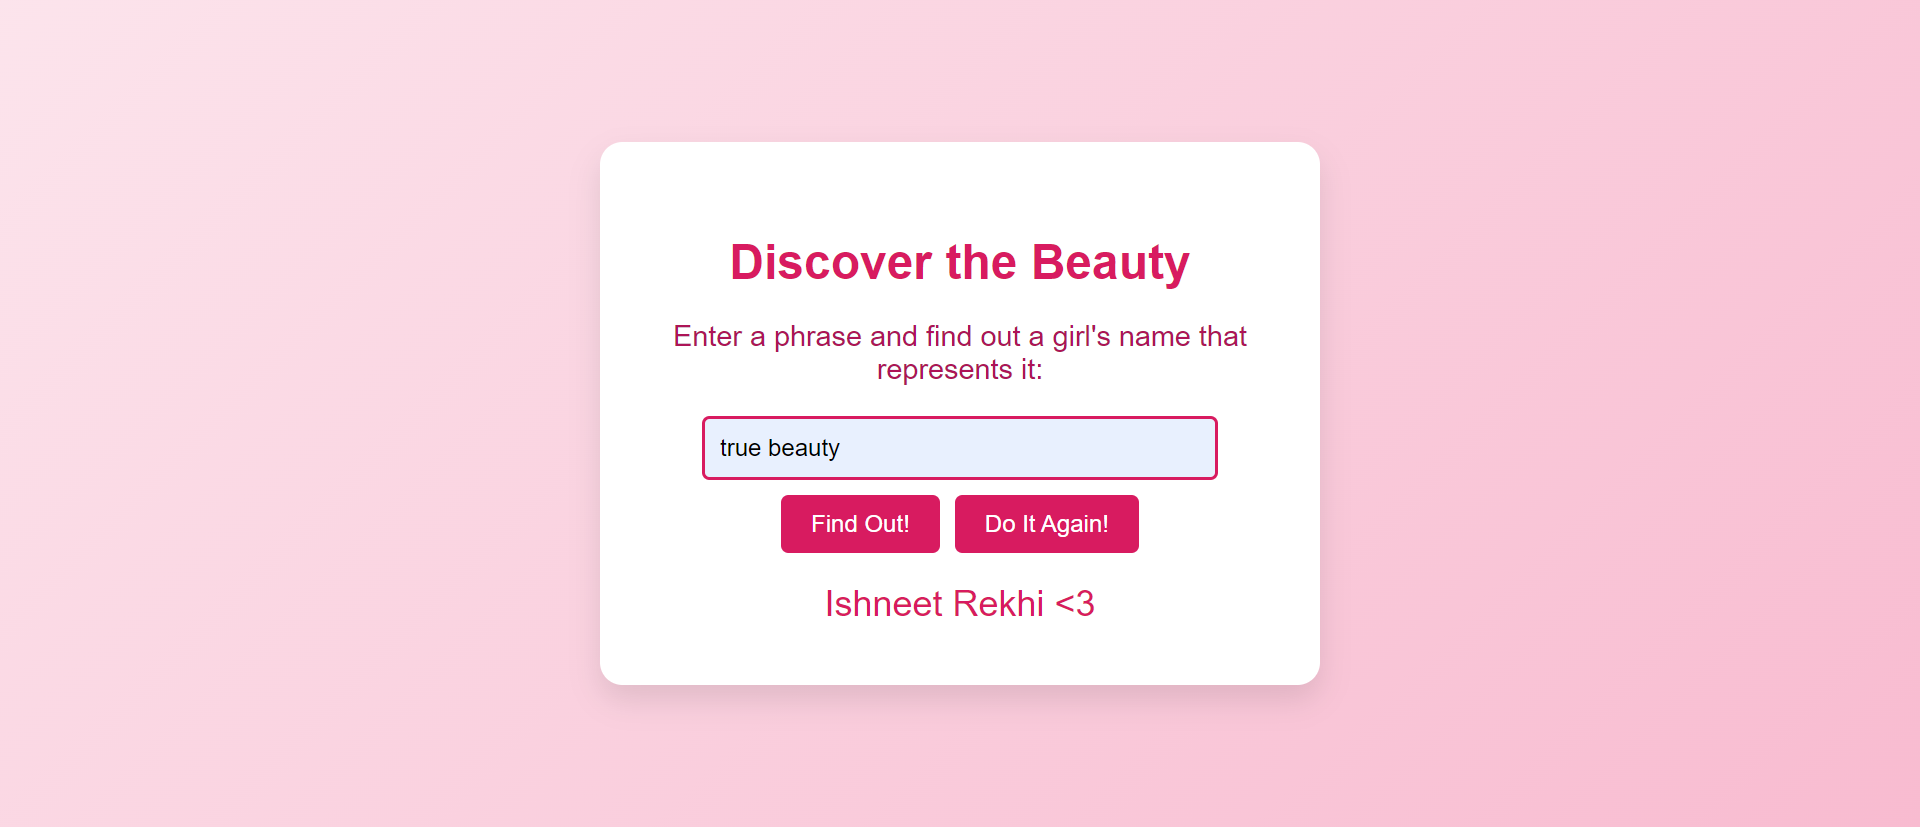 Discover the Beauty
Enter a phrase and find out a girl's name that
represents it:
true beauty
Find Out!
Do It Again!
Ishneet Rekhi <3